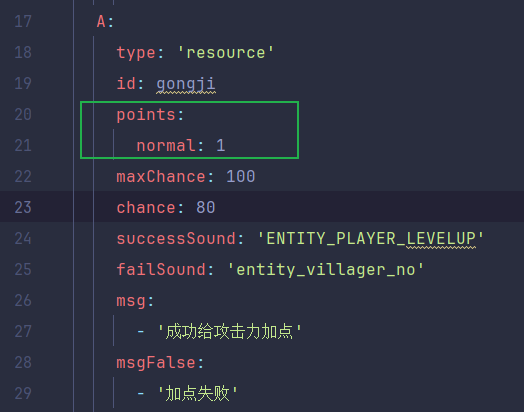 17 A:
18 type: 'resource'
19 id: gongji
20 points:
21 normal: 1
22 maxChance: 100
23 chance: 80
24 successSound: 'ENTITY_PLAYER_LEVELUP'
25 failSound: 'entity_villager_no'
26 msg:
27 - '成功给攻击力加点'
28 msgFalse:
29 - '加点失败'